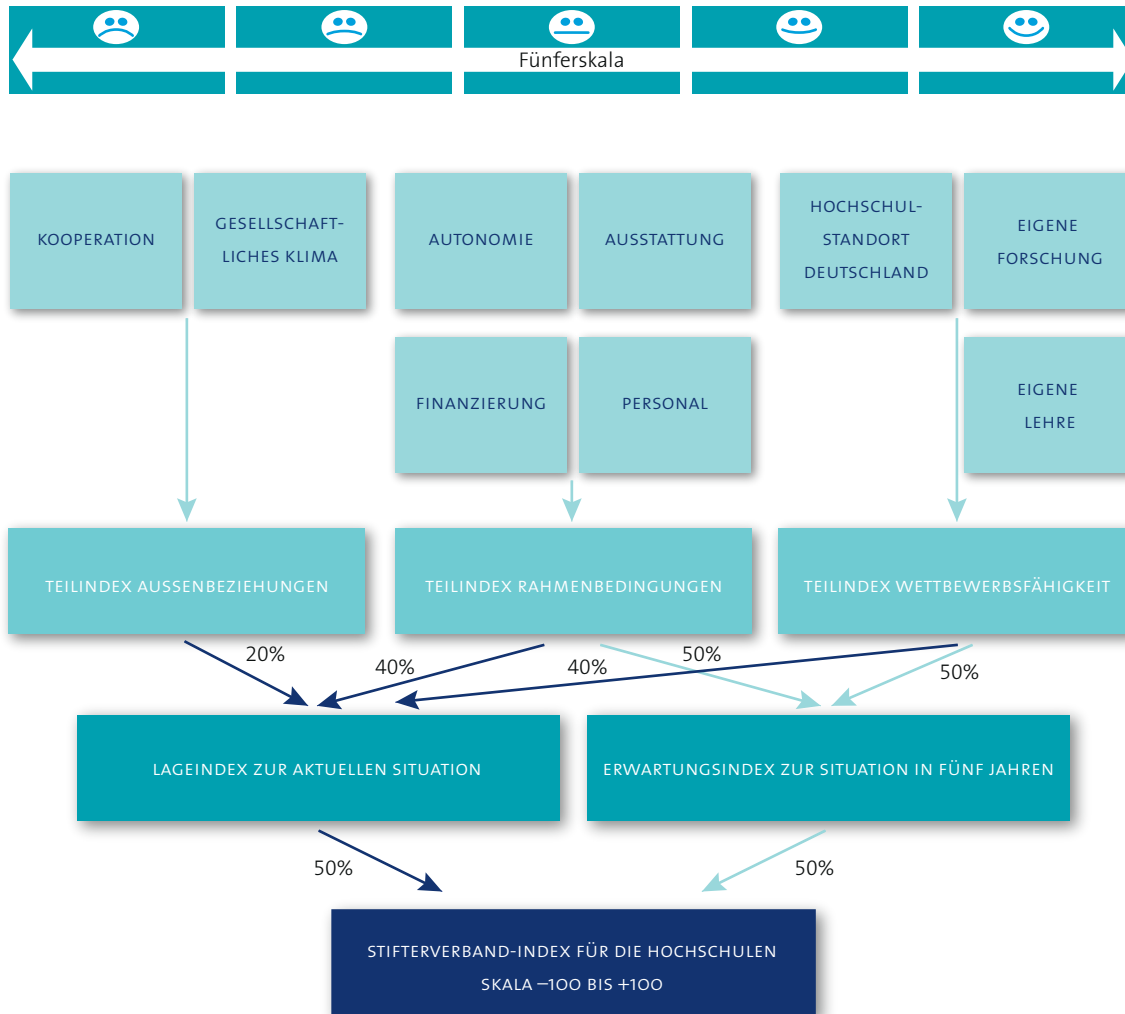 Fünferskala
KOOPERATION
GESELLSCHAFT-
LICHES KLIMA
AUTONOMIE
AUSSTATTUNG
HOCHSCHUL-
STANDORT
DEUTSCHLAND
EIGENE
FORSCHUNG
FINANZIERUNG
PERSONAL
EIGENE
LEHRE
TEILINDEX AUSSENBEZIEHUNGEN
TEILINDEX RAHMENBEDINGUNGEN
TEILINDEX WETTBEWERBSFÄHIGKEIT
20%
40%
40%
50%
50%
LAGEINDEX ZUR AKTUELLEN SITUATION
ERWARTUNGSINDEX ZUR SITUATION IN FÜNF JAHREN
50%
50%
STIFTERVERBAND-INDEX FÜR DIE HOCHSCHULEN
SKALA –100 BIS +100